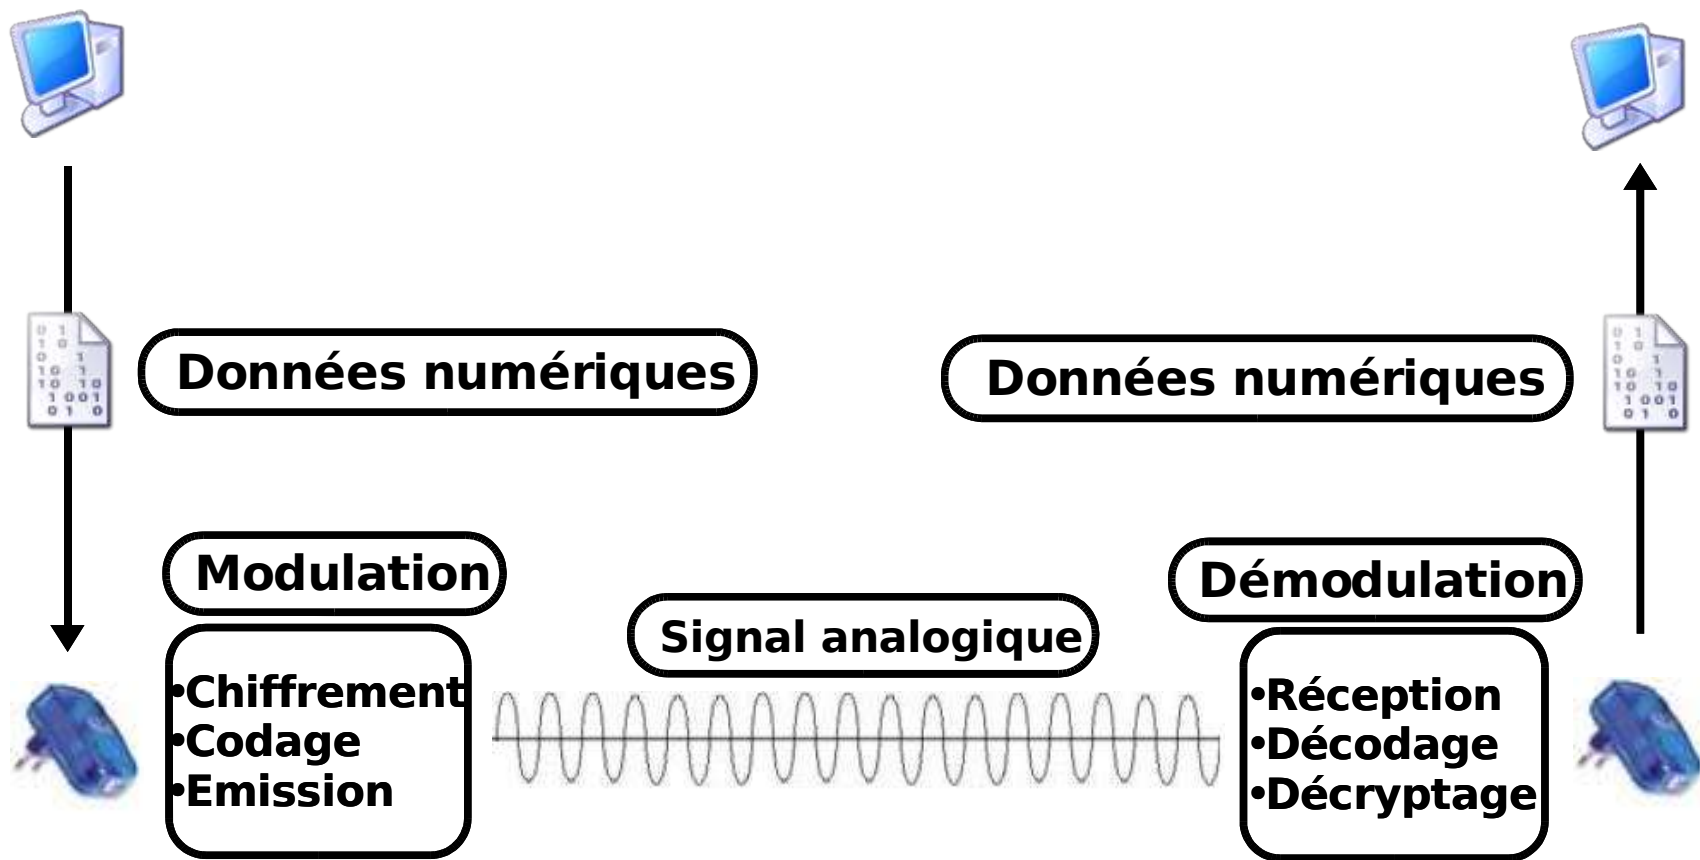 Données numériques
Données numériques
Modulation
Démodulation
Signal analogique
•Chiffrement
•Codage
•Emission
•Réception
•Décodage
•Décryptage